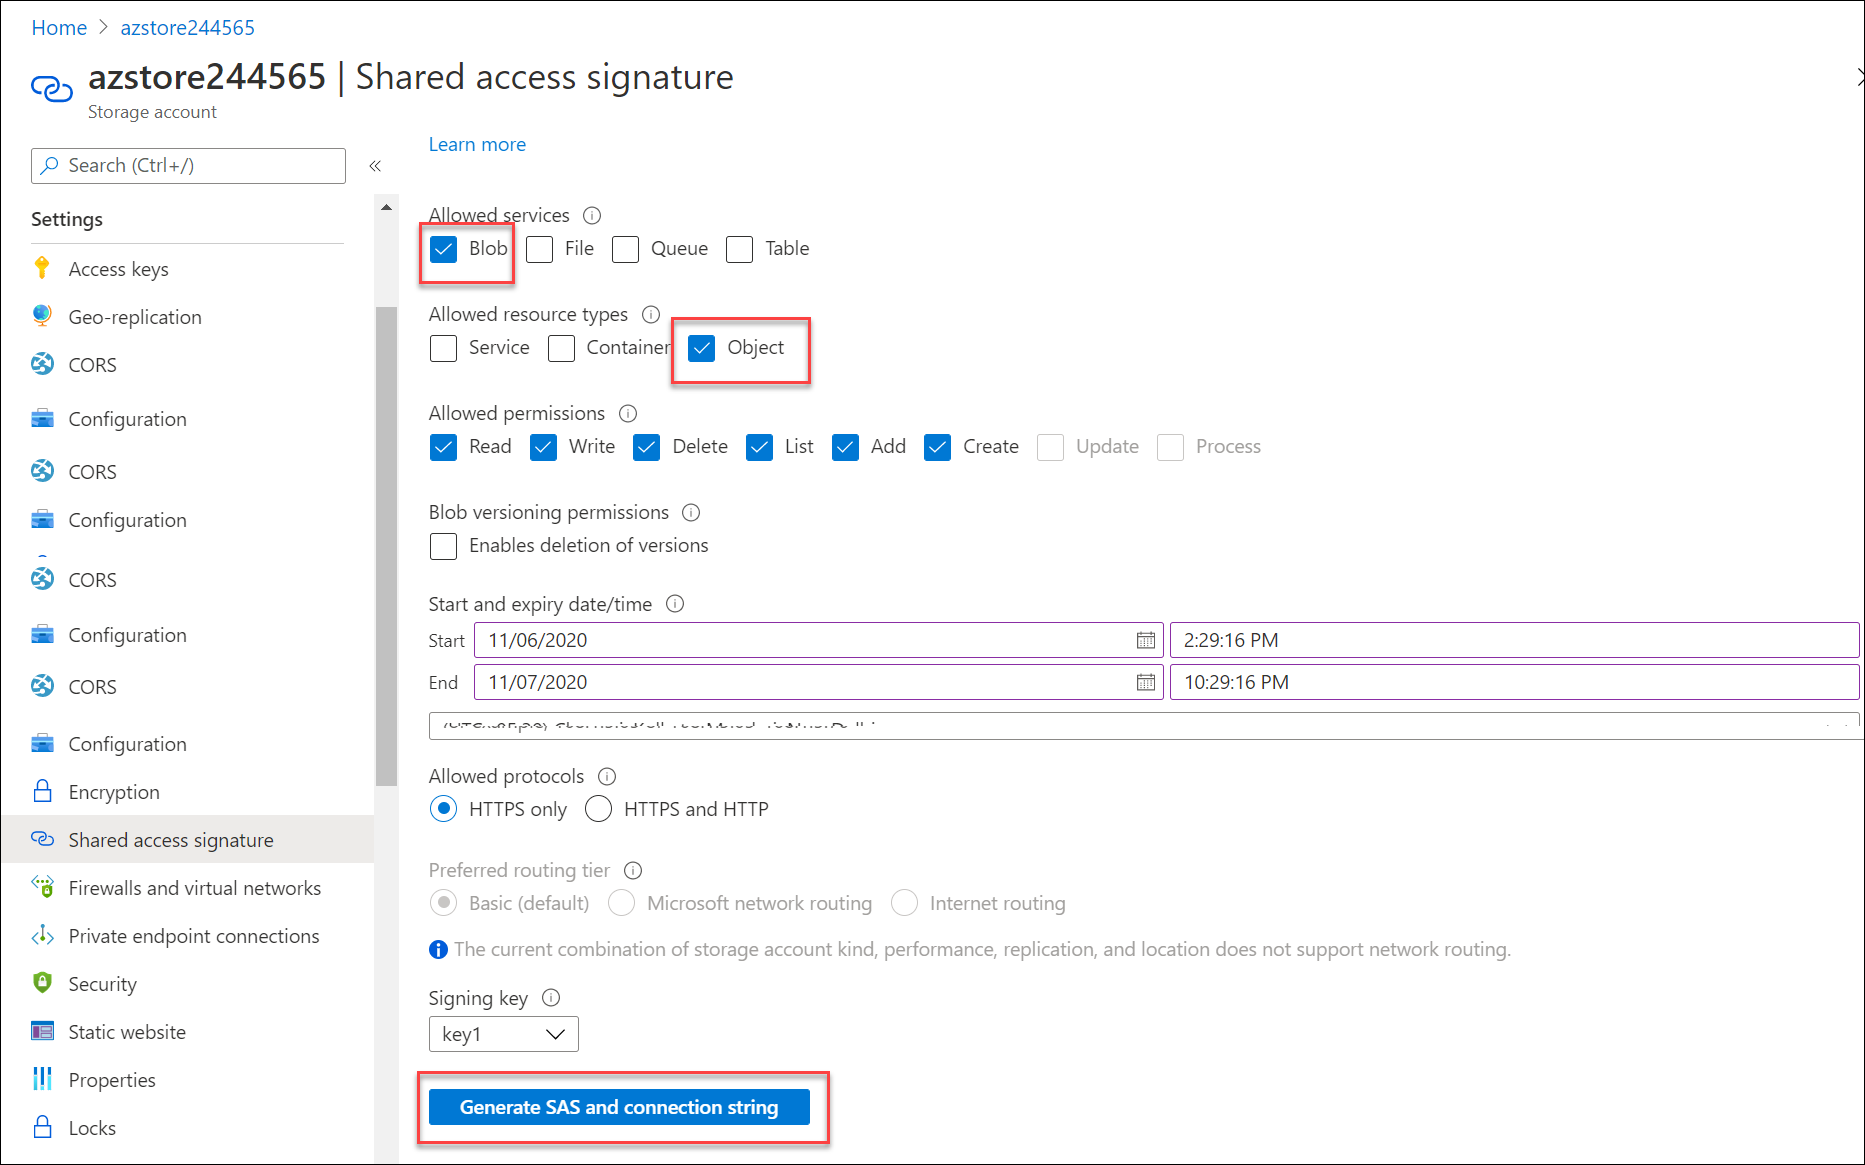 Home > azstore244565
azstore244565 | Shared access signature
Storage account
Search (Ctrl+/)
«
Settings
Access keys
Geo-replication
CORS
Configuration
CORS
Configuration
CORS
Configuration
CORS
Configuration
Encryption
Shared access signature
Firewalls and virtual networks
Private endpoint connections
Security
Static website
Properties
Locks
Learn more
Allowed services
Blob File Queue Table
Allowed resource types
Service Container Object
Allowed permissions
Read Write Delete List Add Create Update Process
Blob versioning permissions
Enables deletion of versions
Start and expiry date/time
Start 11/06/2020 2:29:16 PM
End 11/07/2020 10:29:16 PM
Allowed protocols
HTTPS only HTTPS and HTTP
Preferred routing tier
Basic (default) Microsoft network routing Internet routing
The current combination of storage account kind, performance, replication, and location does not support network routing.
Signing key
key1
Generate SAS and connection string